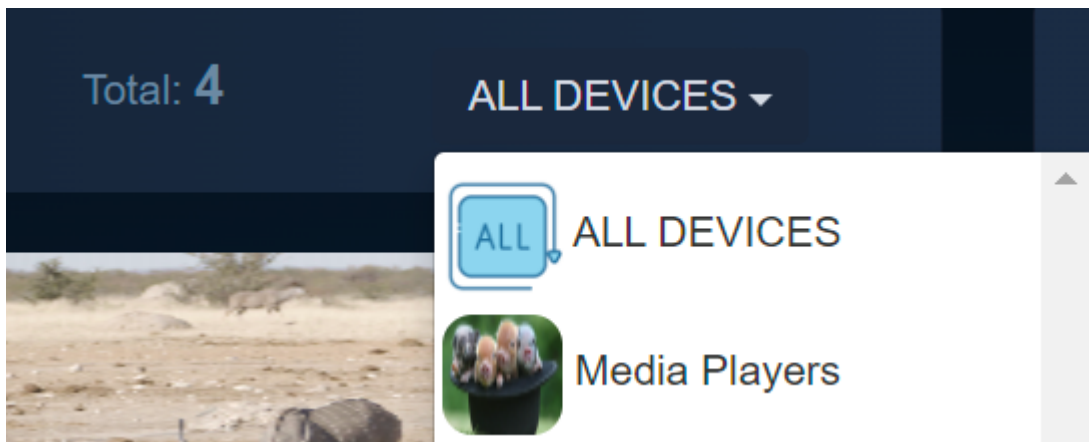 Total: 4
ALL DEVICES
ALL
ALL DEVICES
Media Players